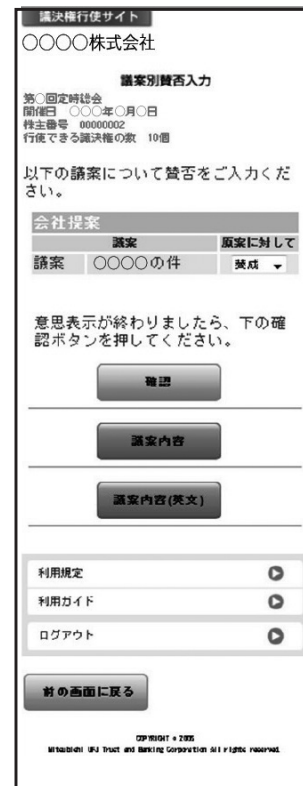 議決権行使サイト
○○○○株式会社
議案別賛否入力
第○回定時総会
開催日　○○○年○月○日
株主番号　00000002
行使できる議決権の数　10個
以下の議案について賛否をご入力くだ
さい。
会社提案
議案　原案に対して
議案　○○○○の件　賛成
意思表示が終わりましたら、下の確
認ボタンを押してください。
確認
議案内容
議案内容(英文)
利用規定
利用ガイド
ログアウト
前の画面に戻る
COPYRIGHT © 2005
Mitsubishi UFJ Trust and Banking Corporation All rights reserved.